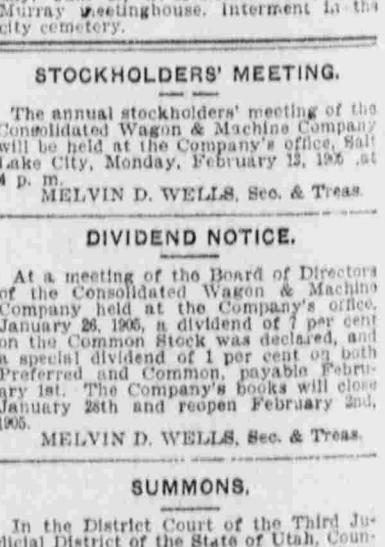 Murray meetinghouse. Interment in the
city cemetery.
STOCKHOLDERS' MEETING.
The annual stockholders' meeting of the
Consolidated Wagon & Machine Company
will be held at the Company's office, Salt
Lake City, Monday, February 13, 1905 at
4 p. m.
MELVIN D. WELLS, Sec. & Treas.
DIVIDEND NOTICE.
At a meeting of the Board of Directors
of the Consolidated Wagon & Machine
Company held at the Company's office,
January 26, 1905, a dividend of 7 per cent
on the Common Stock was declared, and
a special dividend of 1 per cent on both
Preferred and Common, payable Febru-
ary 1st. The Company's books will close
January 28th and reopen February 2nd,
1905.
MELVIN D. WELLS, Sec. & Treas.
SUMMONS.
In the District Court of the Third Ju-
dicial District of the State of Utah, Coun-